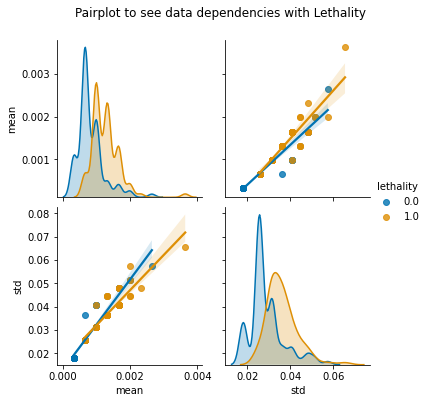 Pairplot to see data dependencies with Lethality
0.003
0.002
0.001
mean
lethality
0.0
1.0
0.08
0.07
0.06
0.05
0.04
0.03
0.02
std
0.000 0.002 0.004
mean
0.02 0.04 0.06
std